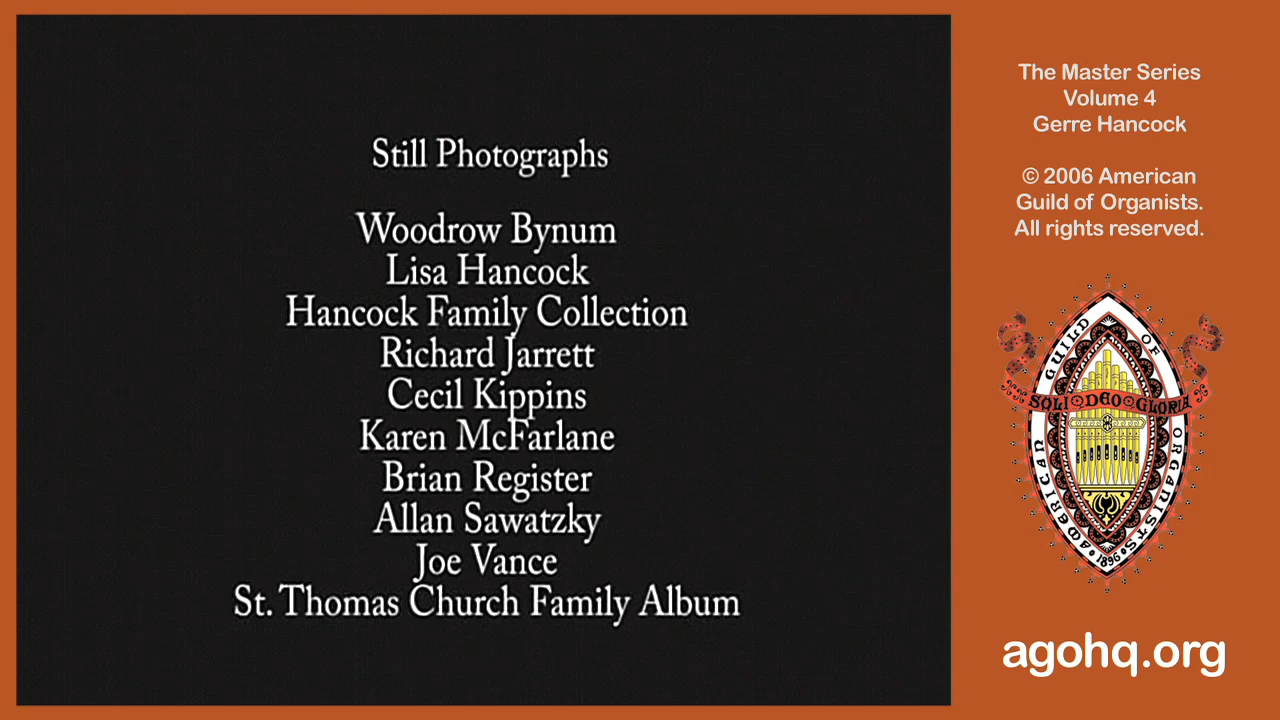 Still Photographs
Woodrow Bynum
Lisa Hancock
Hancock Family Collection
Richard Jarrett
Cecil Kippins
Karen McFarlane
Brian Register
Allan Sawatzky
Joe Vance
St. Thomas Church Family Album
The Master Series
Volume 4
Gerre Hancock
© 2006 American
Guild of Organists.
All rights reserved.
AMERICAN GUILD OF ORGANISTS
SOLI DEO GLORIA
1896
agohq.org